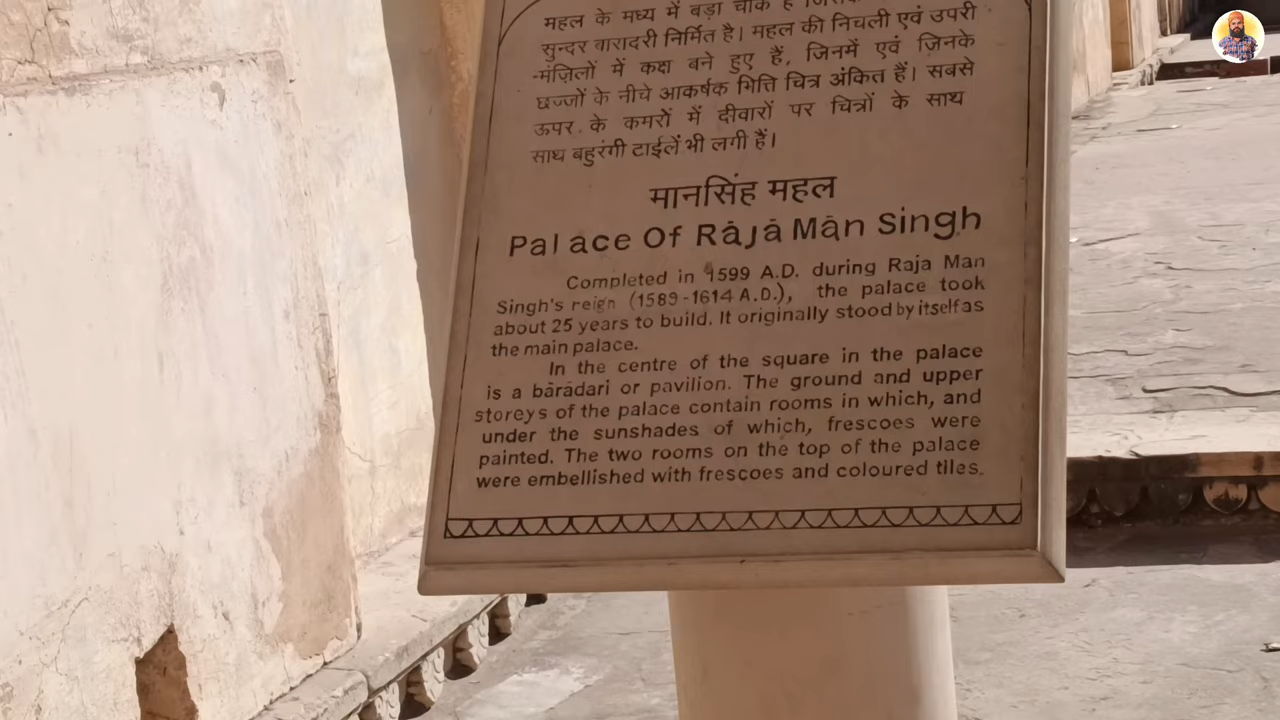 महल के मध्य में बड़ा चौक है
सुन्दर बारादरी निर्मित है। महल की निचली एवं उपरी
-मंज़िलों में कक्ष बने हुए हैं, जिनमें एवं जिनके
छज्जों के नीचे आकर्षक भित्ति चित्र अंकित हैं। सबसे
ऊपर के कमरों में दीवारों पर चित्रों के साथ
साथ बहुरंगी टाईलें भी लगी हैं।
मानसिंह महल
Palace Of Rājā Mān Singh
Completed in 1599 A.D. during Raja Man
Singh's reign (1589-1614 A.D.), the palace took
about 25 years to build. It originally stood by itself as
the main palace.
In the centre of the square in the palace
is a bārādari or pavilion. The ground and upper
storeys of the palace contain rooms in which, and
under the sunshades of which, frescoes were
painted. The two rooms on the top of the palace
were embellished with frescoes and coloured tiles.